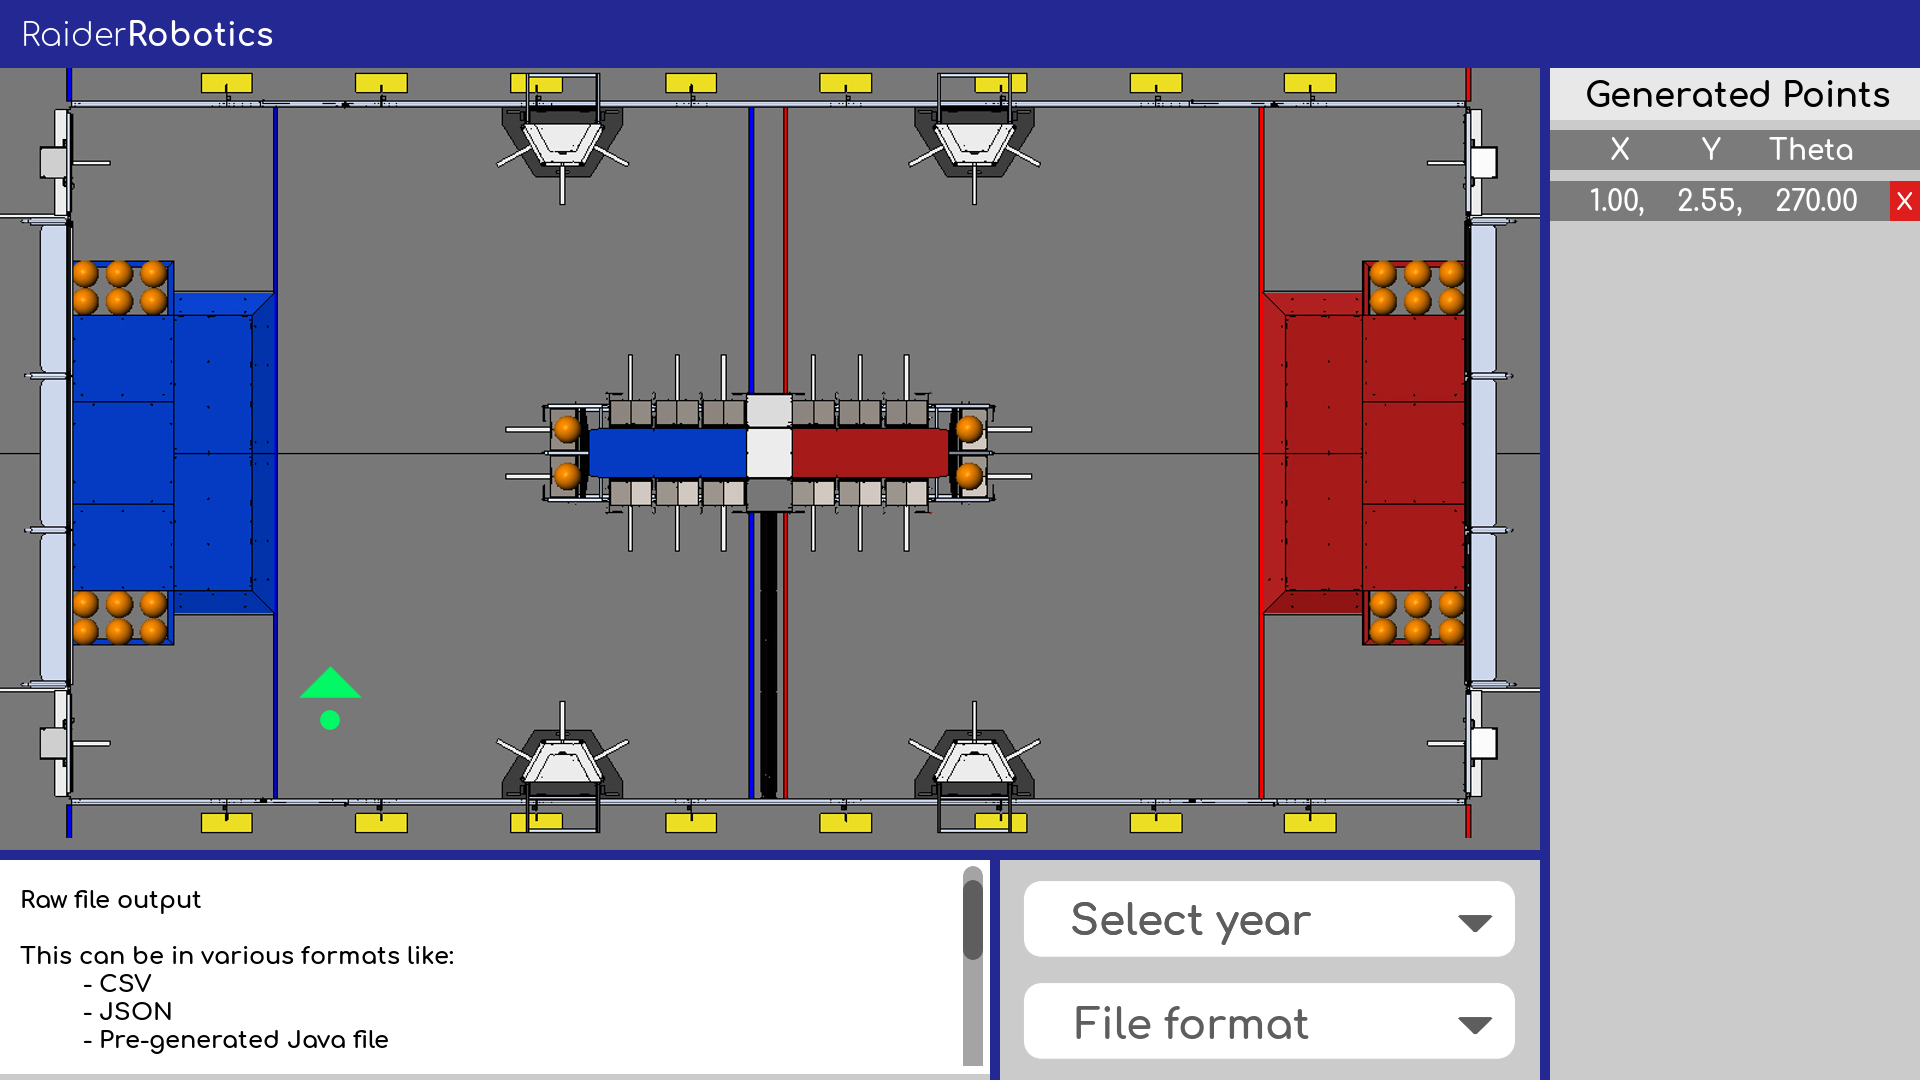 RaiderRobotics
Generated Points
X Y Theta
1.00, 2.55, 270.00 X
Raw file output
This can be in various formats like:
- CSV
- JSON
- Pre-generated Java file
Select year
File format